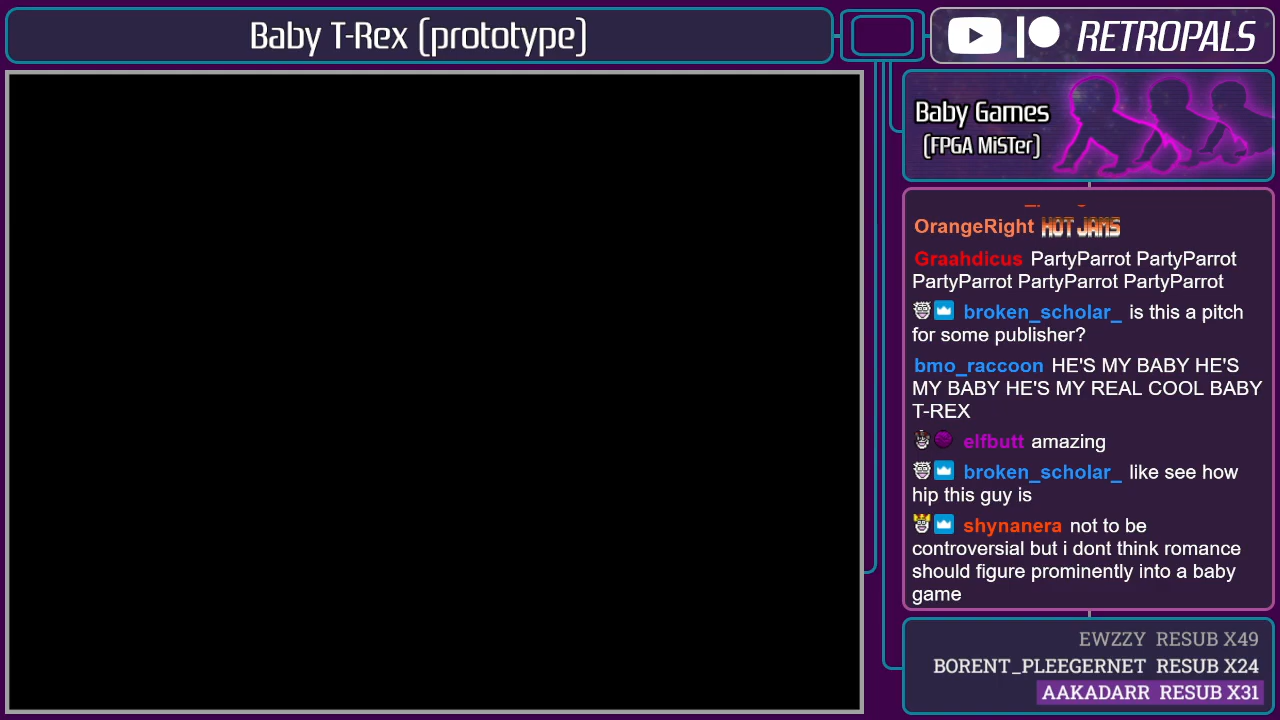 Baby T-Rex (prototype)
RETROPALS
Baby Games
(FPGA MiSTer)
OrangeRight HOT JAMS
Graahdicus PartyParrot PartyParrot
PartyParrot PartyParrot PartyParrot
broken_scholar_ is this a pitch
for some publisher?
bmo_raccoon HE'S MY BABY HE'S
MY BABY HE'S MY REAL COOL BABY
T-REX
elfbutt amazing
broken_scholar_ like see how
hip this guy is
shynanera not to be
controversial but i dont think romance
should figure prominently into a baby
game
EWZZY RESUB X49
BORENT_PLEEGERNET RESUB X24
AAKADARR RESUB X31